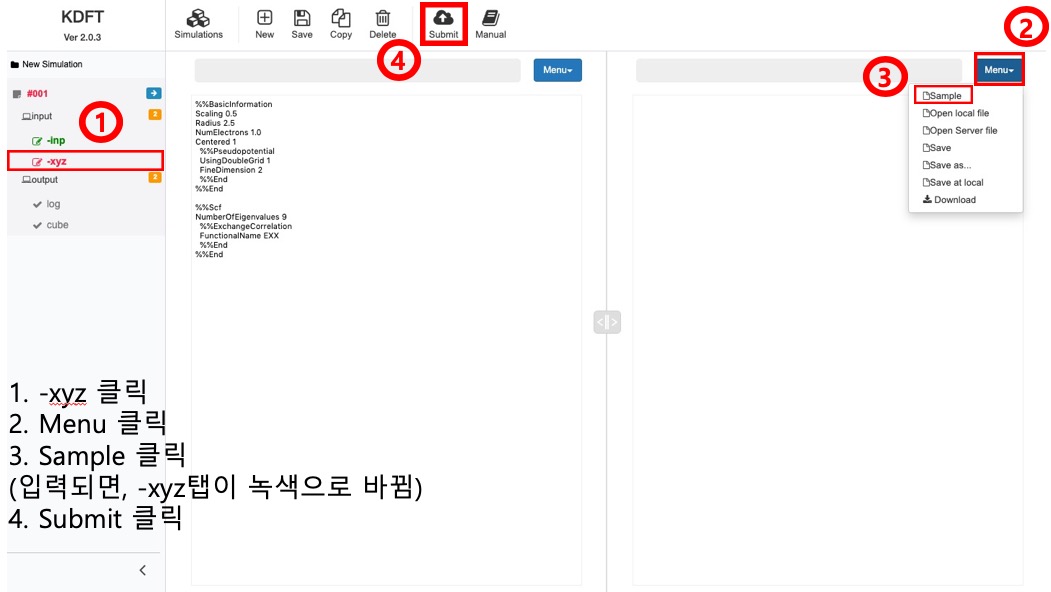 KDFT
Ver 2.0.3
Simulations
New
Save
Copy
Delete
Submit
Manual
4
2
New Simulation
#001
input
2
1
-inp
-xyz
output
2
log
cube
Menu
%%BasicInformation
Scaling 0.5
Radius 2.5
NumElectrons 1.0
Centered 1
%%Pseudopotential
UsingDoubleGrid 1
FineDimension 2
%%End
%%End
%%Scf
NumberOfEigenvalues 9
%%ExchangeCorrelation
FunctionalName EXX
%%End
%%End
3
Menu
Sample
Open local file
Open Server file
Save
Save as...
Save at local
Download
1. -xyz 클릭
2. Menu 클릭
3. Sample 클릭
(입력되면, -xyz탭이 녹색으로 바뀜)
4. Submit 클릭